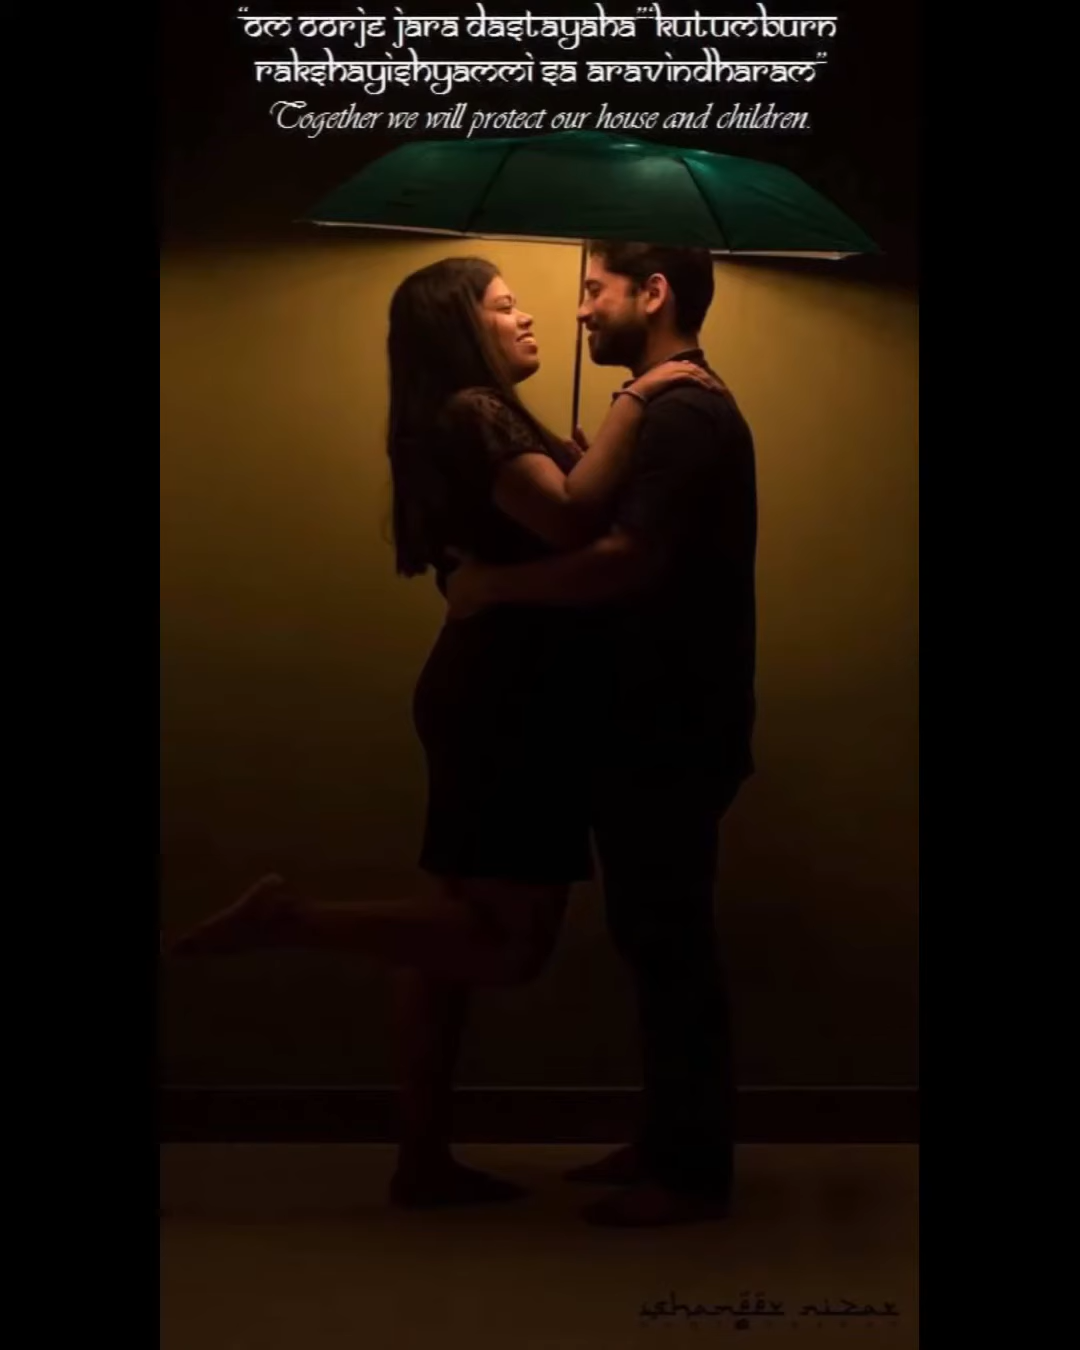 “om oorje jara dastayaha”“kutumburn
rakshayishyammi sa aravindharam”
Together we will protect our house and children.